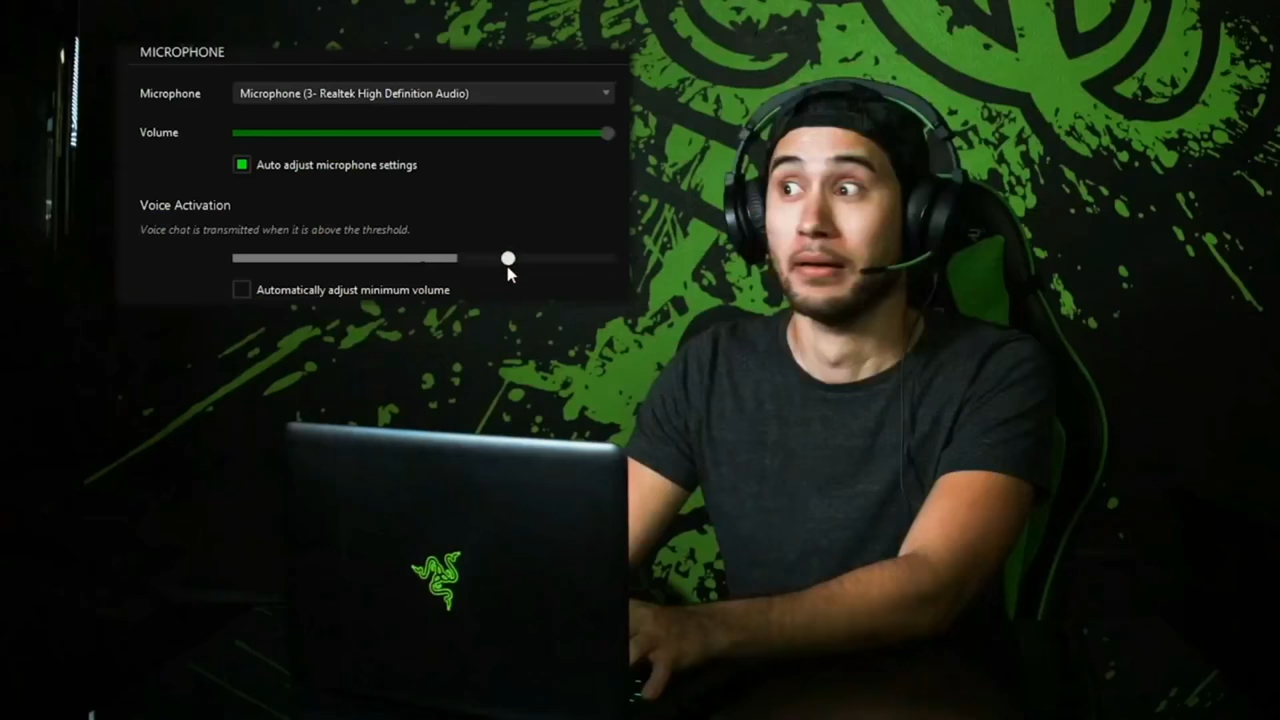 MICROPHONE
Microphone Microphone (3- Realtek High Definition Audio)
Volume
Auto adjust microphone settings
Voice Activation
Voice chat is transmitted when it is above the threshold.
Automatically adjust minimum volume